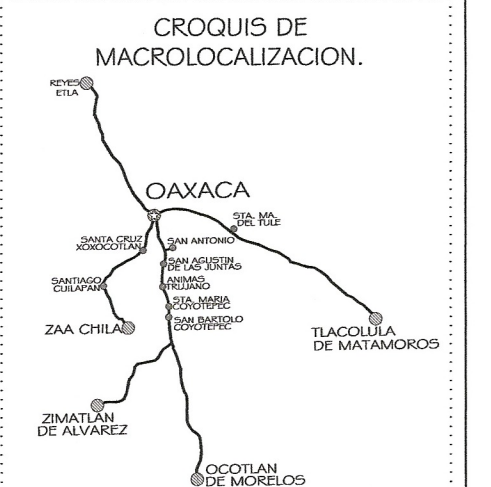 CROQUIS DE
MACROLOCALIZACION.
REYES
ETLA
OAXACA
STA. MA.
DEL TULE
SANTA CRUZ
XOXOCOTLAN
SAN ANTONIO
SAN AGUSTIN
DE LAS JUNTAS
SANTIAGO
CUILAPAN
ANIMAS
TRUJANO
STA. MARIA
COYOTEPEC
SAN BARTOLO
COYOTEPEC
ZAA CHILA
TLACOLULA
DE MATAMOROS
ZIMATLAN
DE ALVAREZ
OCOTLAN
DE MORELOS